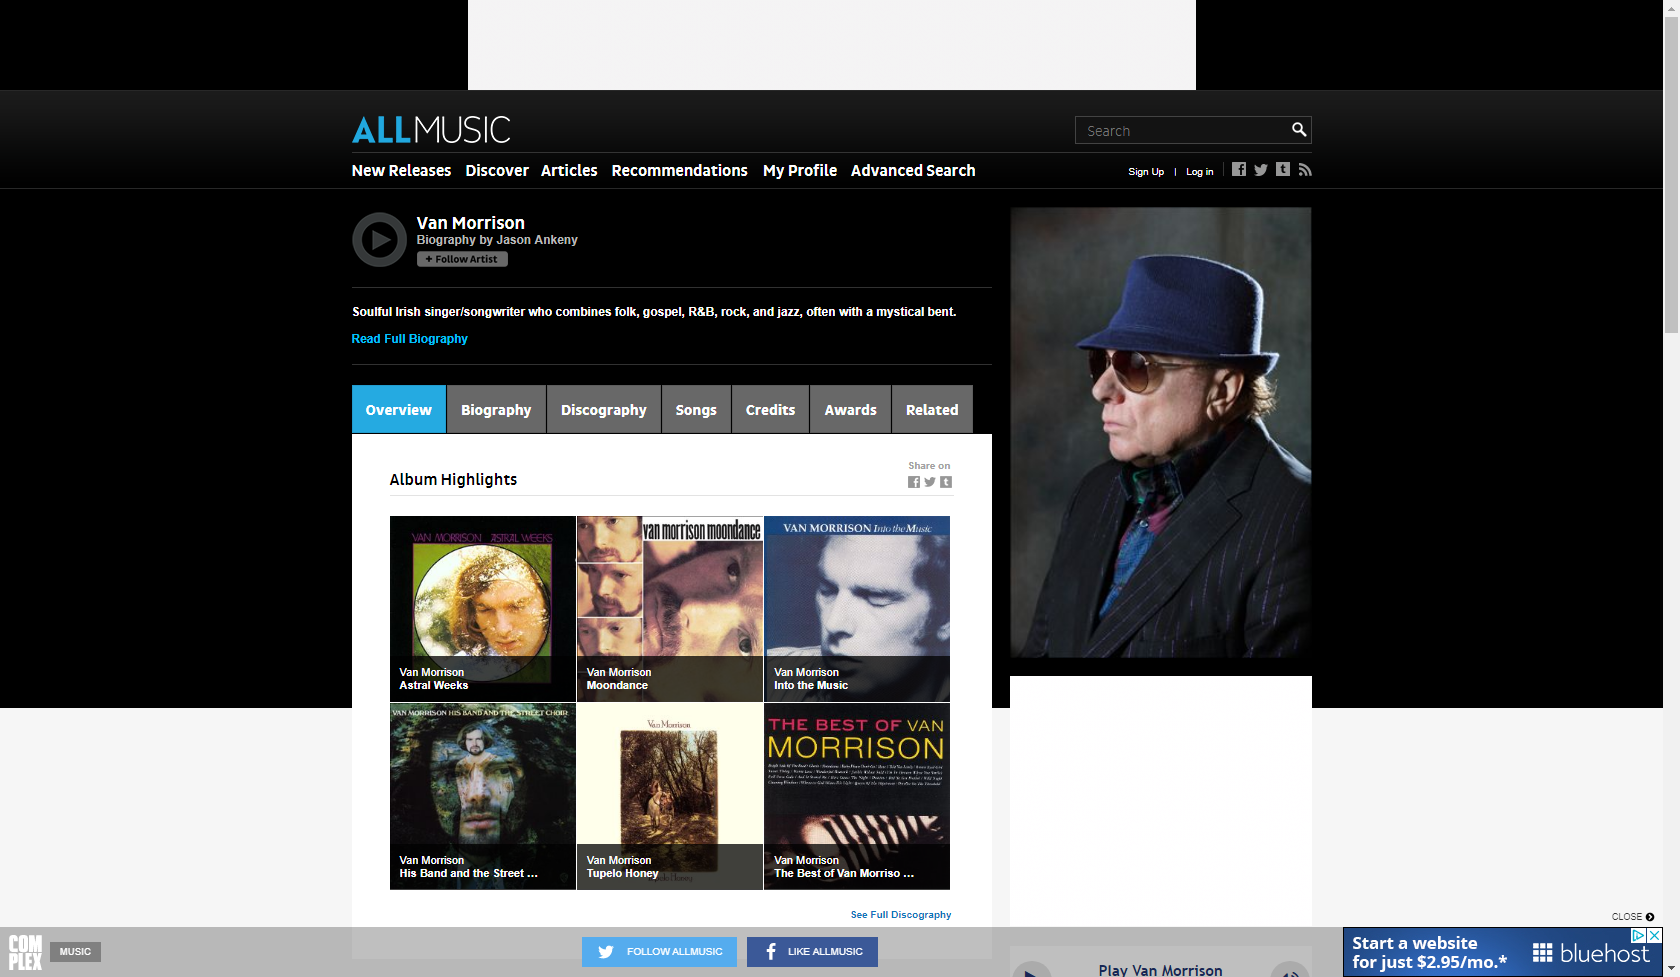 ALLMUSIC
Search
New Releases Discover Articles Recommendations My Profile Advanced Search
Sign Up | Log in
Van Morrison
Biography by Jason Ankeny
+ Follow Artist
Soulful Irish singer/songwriter who combines folk, gospel, R&B, rock, and jazz, often with a mystical bent.
Read Full Biography
Overview Biography Discography Songs Credits Awards Related
Album Highlights
Share on
VAN MORRISON ASTRAL WEEKS
Van Morrison
Astral Weeks
van morrison moondance
Van Morrison
Moondance
VAN MORRISON Into the Music
Van Morrison
Into the Music
VAN MORRISON HIS BAND AND THE STREET CHOIR
Van Morrison
His Band and the Street ...
Van Morrison
Van Morrison
Tupelo Honey
Tupelo Honey
THE BEST OF VAN
MORRISON
Van Morrison
The Best of Van Morriso ...
See Full Discography
CLOSE
COM
PLEX
MUSIC
FOLLOW ALLMUSIC
LIKE ALLMUSIC
Play Van Morrison
Start a website
for just $2.95/mo.*
bluehost